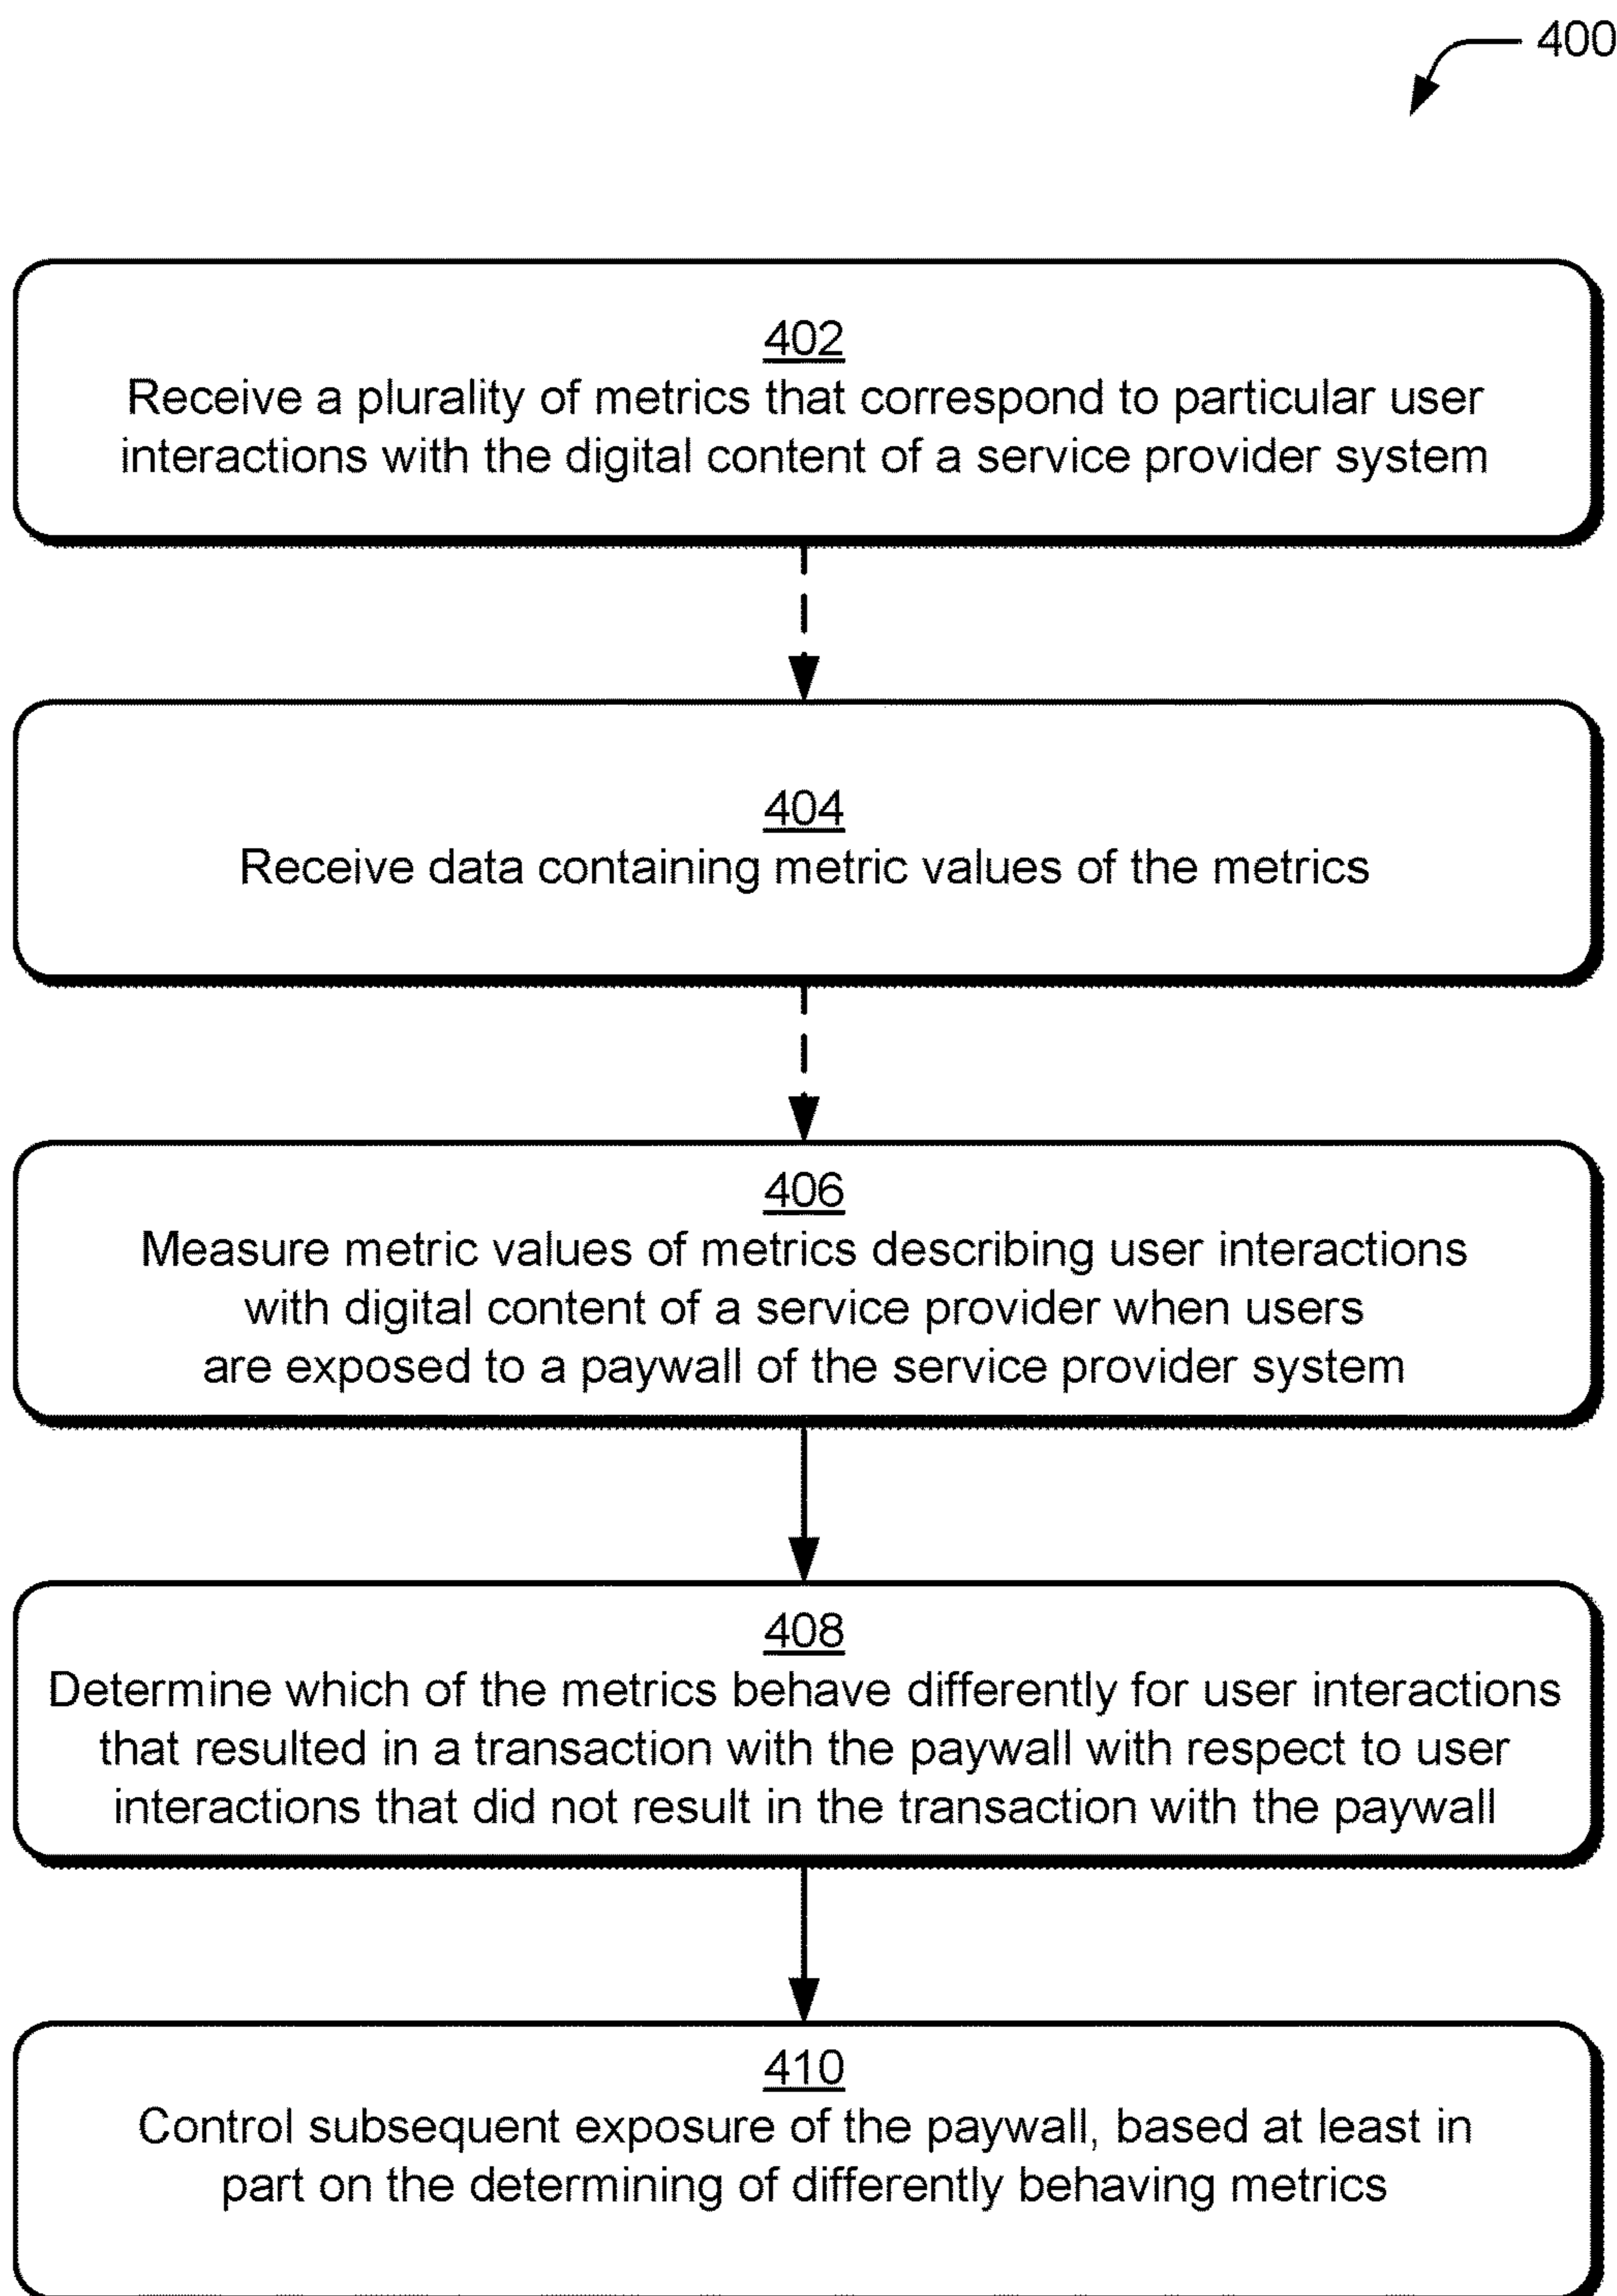 400
402
Receive a plurality of metrics that correspond to particular user
interactions with the digital content of a service provider system
404
Receive data containing metric values of the metrics
406
Measure metric values of metrics describing user interactions
with digital content of a service provider when users
are exposed to a paywall of the service provider system
408
Determine which of the metrics behave differently for user interactions
that resulted in a transaction with the paywall with respect to user
interactions that did not result in the transaction with the paywall
410
Control subsequent exposure of the paywall, based at least in
part on the determining of differently behaving metrics